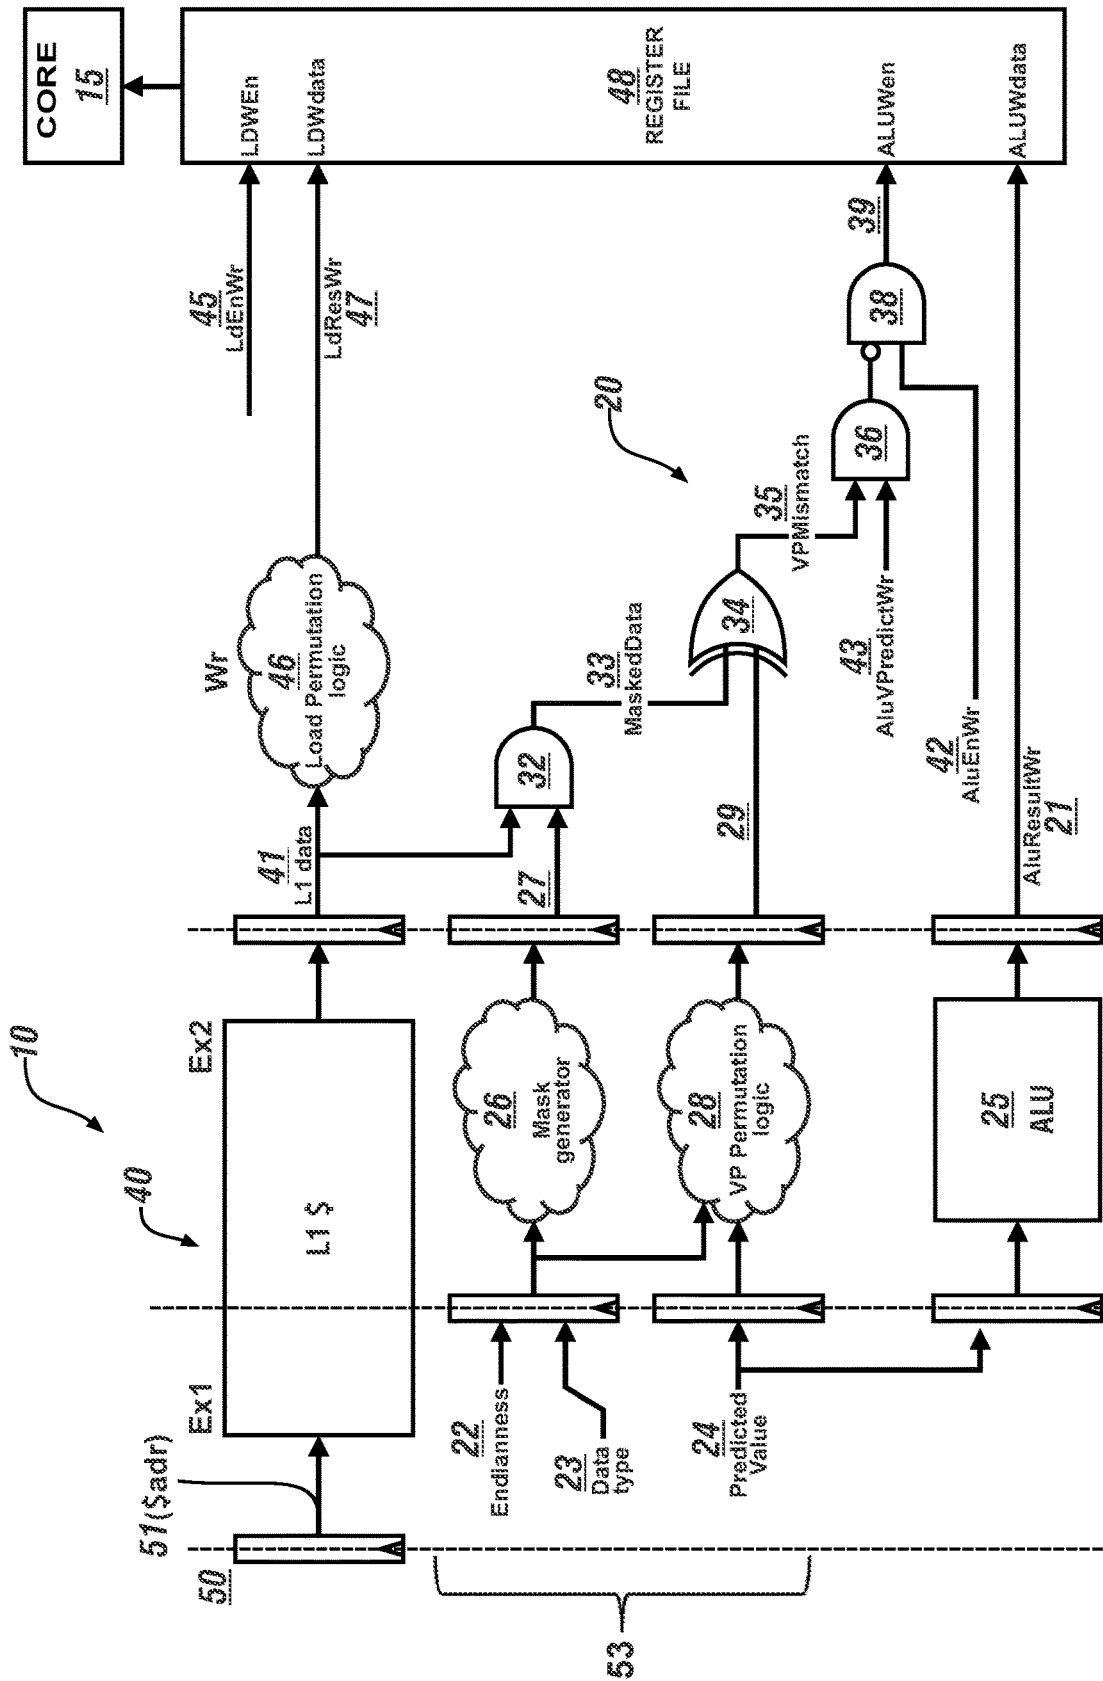 10
40
20
CORE
15
51($adr)
50
Ex1
Ex2
Wr
L1 $
41
L1 data
46
Load Permutation
logic
45
LdEnWr
LdResWr
47
LDWEn
LDWdata
48
REGISTER
FILE
ALUWen
ALUWdata
22
Endianness
23
Data
type
26
Mask
generator
27
32
33
MaskedData
24
Predicted
Value
28
VP Permutation
logic
29
34
35
VPMismatch
36
38
39
43
AluVPredictWr
42
AluEnWr
25
ALU
AluResultWr
21
53